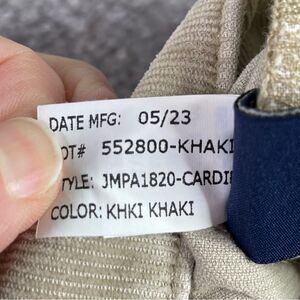 DATE MFG: 05/23
OT# 552800-KHAKI
TYLE: JMPA1820-CARDI
COLOR: KHKI KHAKI